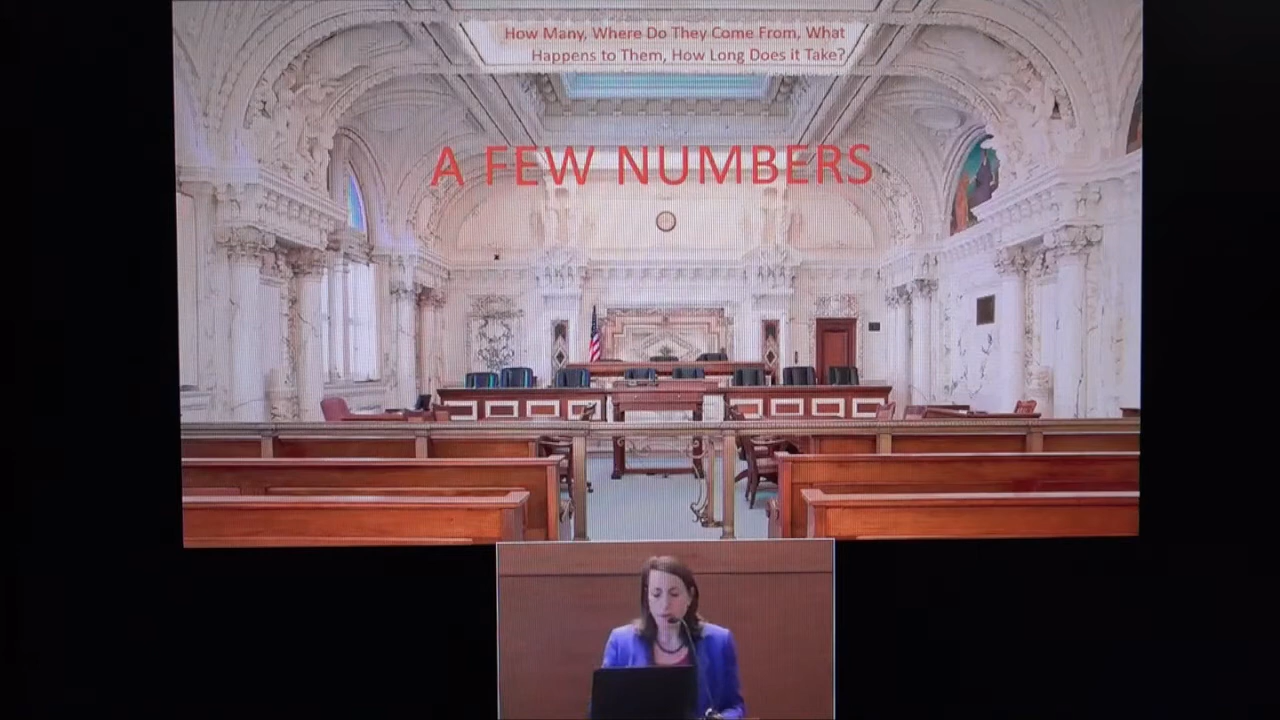 How Many, Where Do They Come From, What
Happens to Them, How Long Does it Take?
A FEW NUMBERS